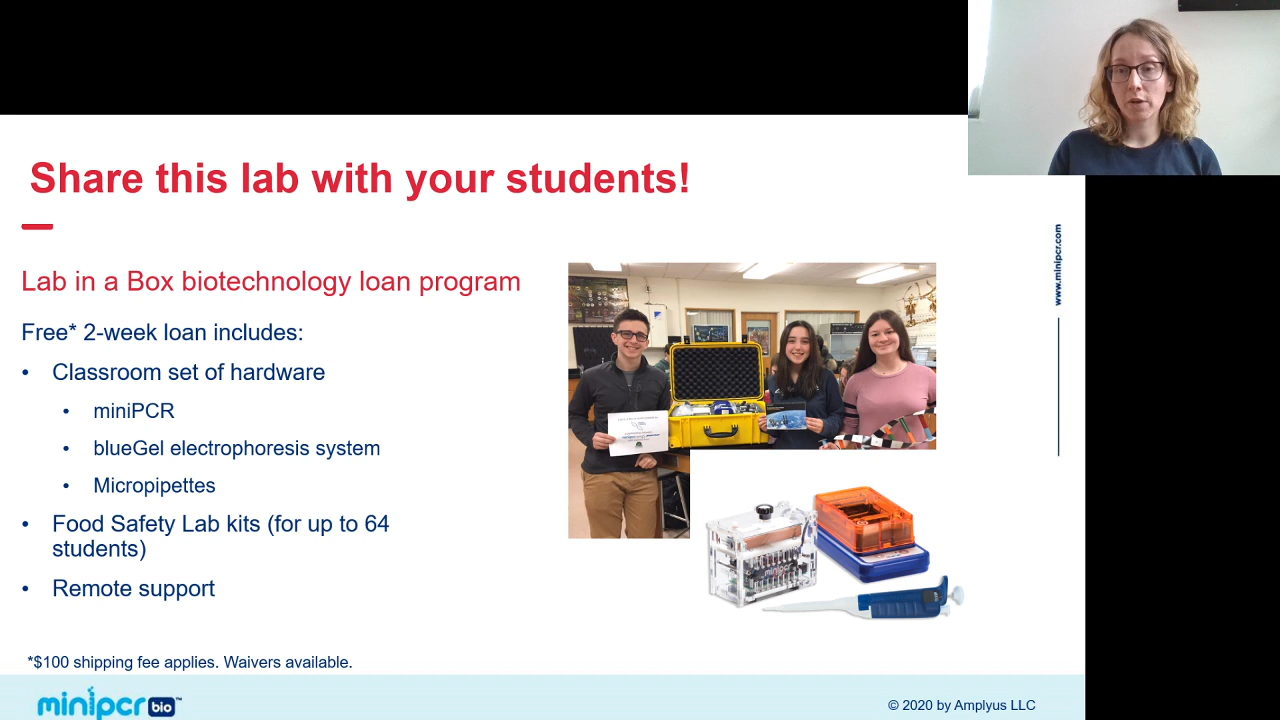 Share this lab with your students!
Lab in a Box biotechnology loan program
Free* 2-week loan includes:
• Classroom set of hardware
• miniPCR
• blueGel electrophoresis system
• Micropipettes
• Food Safety Lab kits (for up to 64
students)
• Remote support
*$100 shipping fee applies. Waivers available.
www.minipcr.com
minipcr
minipcr bio™
© 2020 by Amplyus LLC